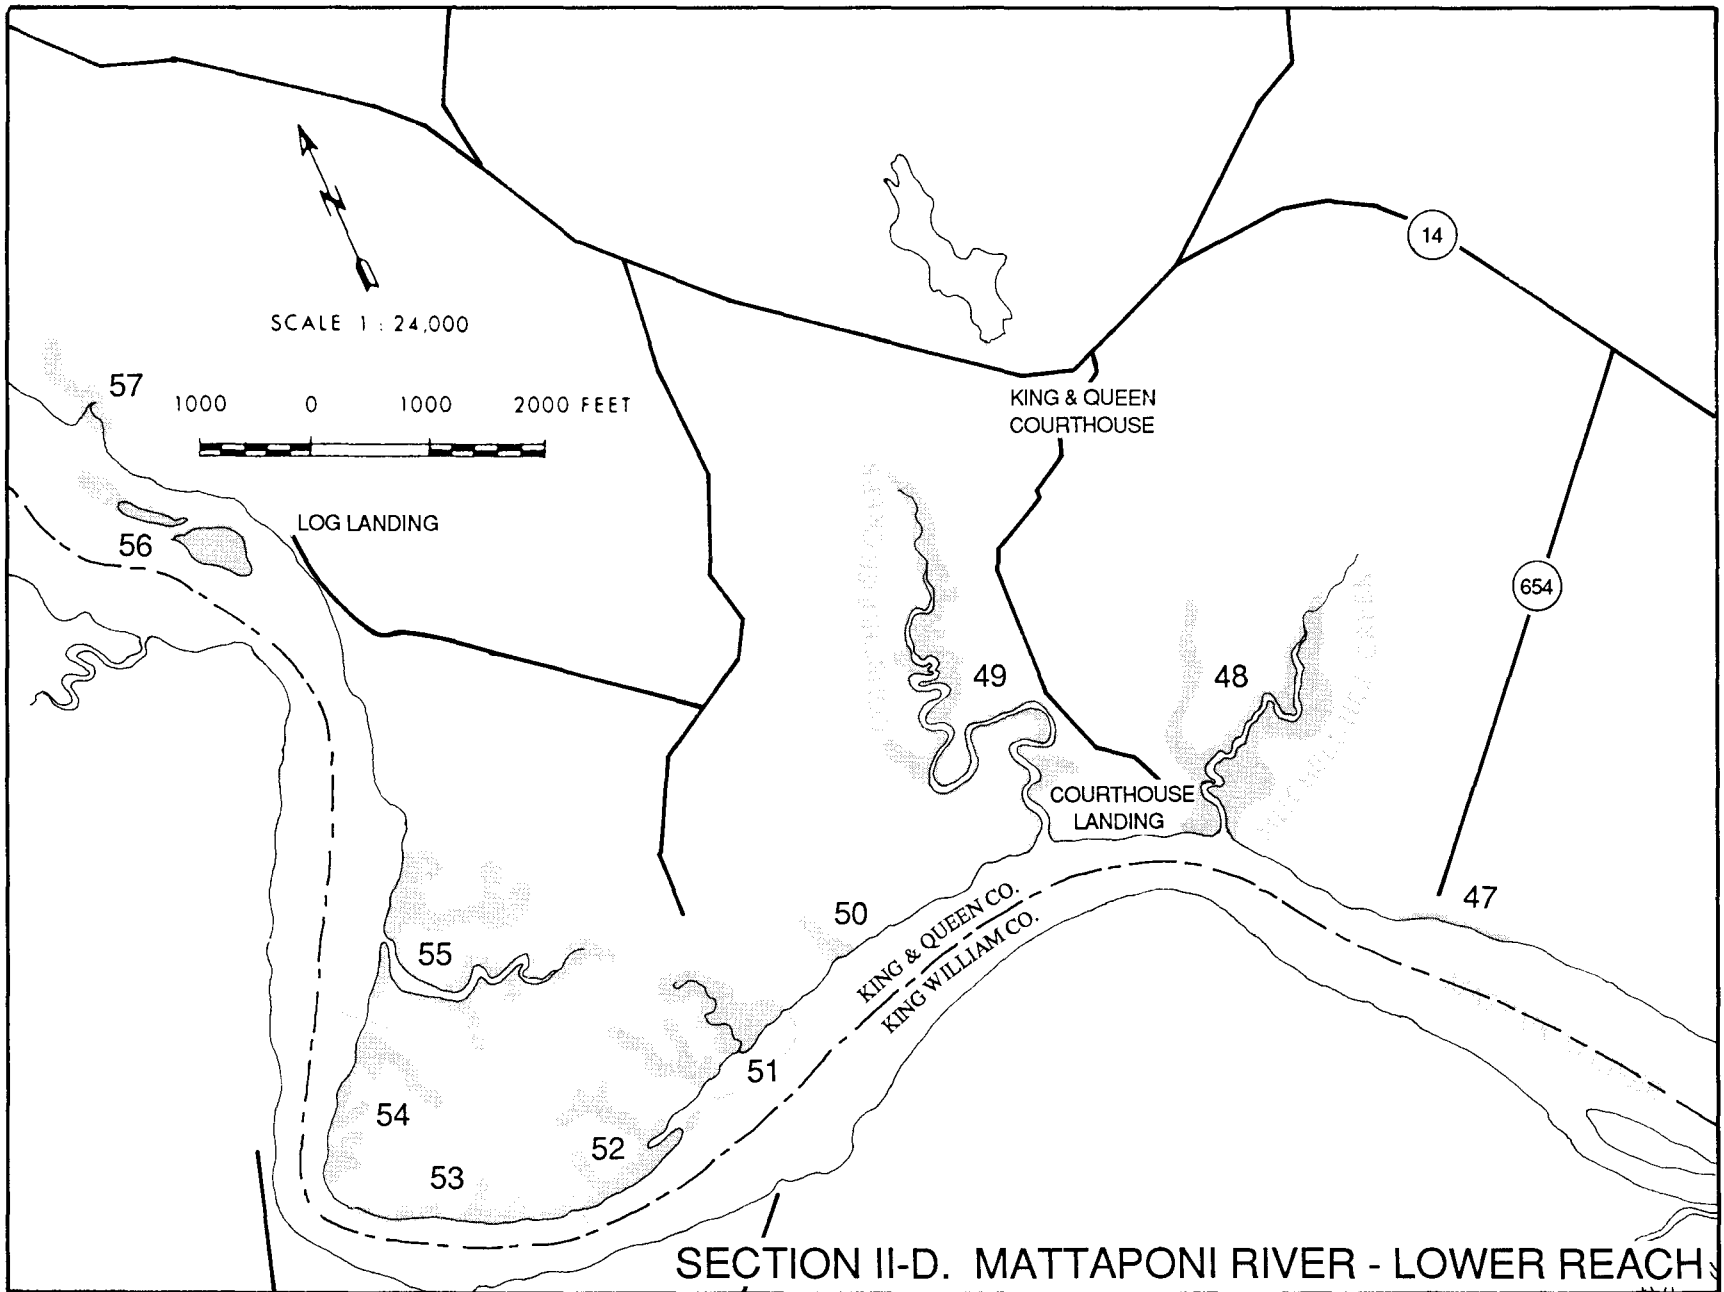 14
N
SCALE 1 : 24,000
57
1000 0 1000 2000 FEET
KING & QUEEN
COURTHOUSE
LOG LANDING
56
654
49
48
COURTHOUSE
LANDING
47
50
KING & QUEEN CO.
KING WILLIAM CO.
55
51
54
52
53
SECTION II-D. MATTAPONI RIVER - LOWER REACH